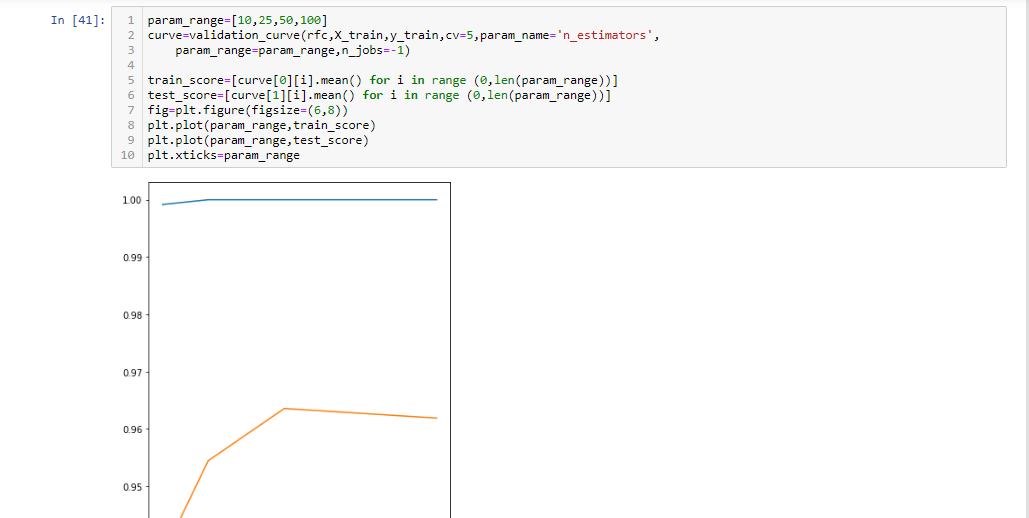 In [41]:
1 param_range=[10,25,50,100]
2 curve=validation_curve(rfc,X_train,y_train,cv=5,param_name='n_estimators',
3     param_range=param_range,n_jobs=-1)
4
5 train_score=[curve[0][i].mean() for i in range (0,len(param_range))]
6 test_score=[curve[1][i].mean() for i in range (0,len(param_range))]
7 fig=plt.figure(figsize=(6,8))
8 plt.plot(param_range,train_score)
9 plt.plot(param_range,test_score)
10 plt.xticks=param_range
1.00
0.99
0.98
0.97
0.96
0.95